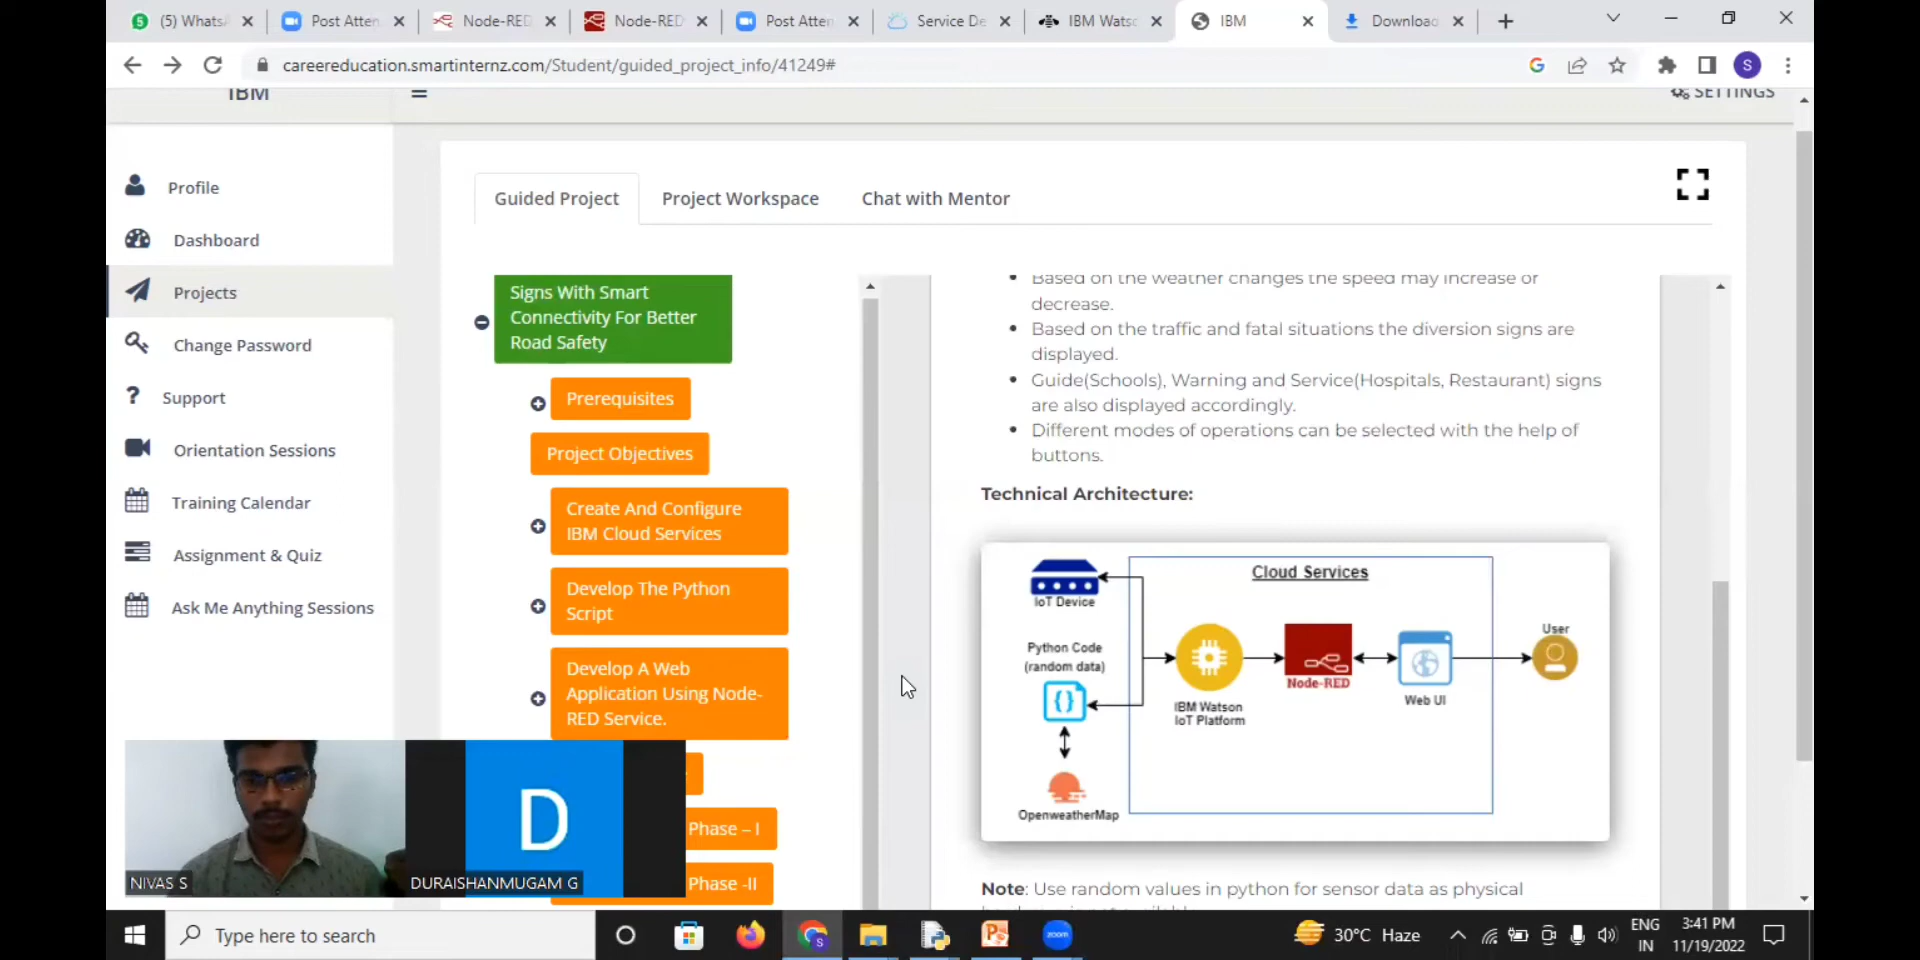 (5) Whats
Post Atten
Node-RED
Node-RED
Post Atten
Service De
IBM Wats
IBM
Download
careereducation.smartinternz.com/Student/guided_project_info/41249#
G
S
IBM
SETTINGS
Profile
Dashboard
Projects
Change Password
Support
Orientation Sessions
Training Calendar
Assignment & Quiz
Ask Me Anything Sessions
Guided Project
Project Workspace
Chat with Mentor
Signs With Smart
Connectivity For Better
Road Safety
Prerequisites
Project Objectives
Create And Configure
IBM Cloud Services
Develop The Python
Script
Develop A Web
Application Using Node-
RED Service.
Phase – I
Phase -II
Based on the weather changes the speed may increase or
decrease.
Based on the traffic and fatal situations the diversion signs are
displayed.
Guide(Schools), Warning and Service(Hospitals, Restaurant) signs
are also displayed accordingly.
Different modes of operations can be selected with the help of
buttons.
Technical Architecture:
Cloud Services
IoT Device
Python Code
(random data)
{}
OpenweatherMap
IBM Watson
IoT Platform
Node-RED
Web UI
User
Note: Use random values in python for sensor data as physical
D
NIVAS S
DURAISHANMUGAM G
Type here to search
S
zoom
30°C Haze
ENG
IN
3:41 PM
11/19/2022